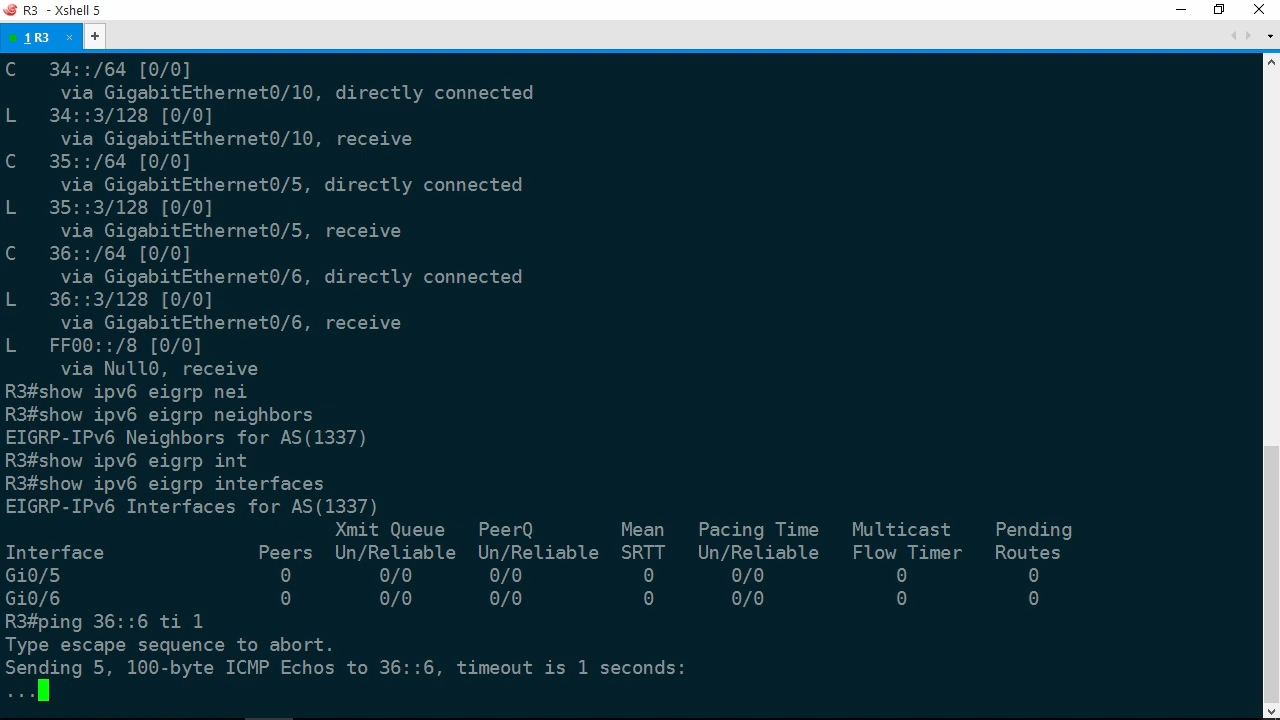 R3 - Xshell 5
1 R3 × +
C 34::/64 [0/0]
via GigabitEthernet0/10, directly connected
L 34::3/128 [0/0]
via GigabitEthernet0/10, receive
C 35::/64 [0/0]
via GigabitEthernet0/5, directly connected
L 35::3/128 [0/0]
via GigabitEthernet0/5, receive
C 36::/64 [0/0]
via GigabitEthernet0/6, directly connected
L 36::3/128 [0/0]
via GigabitEthernet0/6, receive
L FF00::/8 [0/0]
via Null0, receive
R3#show ipv6 eigrp nei
R3#show ipv6 eigrp neighbors
EIGRP-IPv6 Neighbors for AS(1337)
R3#show ipv6 eigrp int
R3#show ipv6 eigrp interfaces
EIGRP-IPv6 Interfaces for AS(1337)
Xmit Queue PeerQ Mean Pacing Time Multicast Pending
Interface Peers Un/Reliable Un/Reliable SRTT Un/Reliable Flow Timer Routes
Gi0/5 0 0/0 0/0 0 0/0 0 0
Gi0/6 0 0/0 0/0 0 0/0 0 0
R3#ping 36::6 ti 1
Type escape sequence to abort.
Sending 5, 100-byte ICMP Echos to 36::6, timeout is 1 seconds:
...